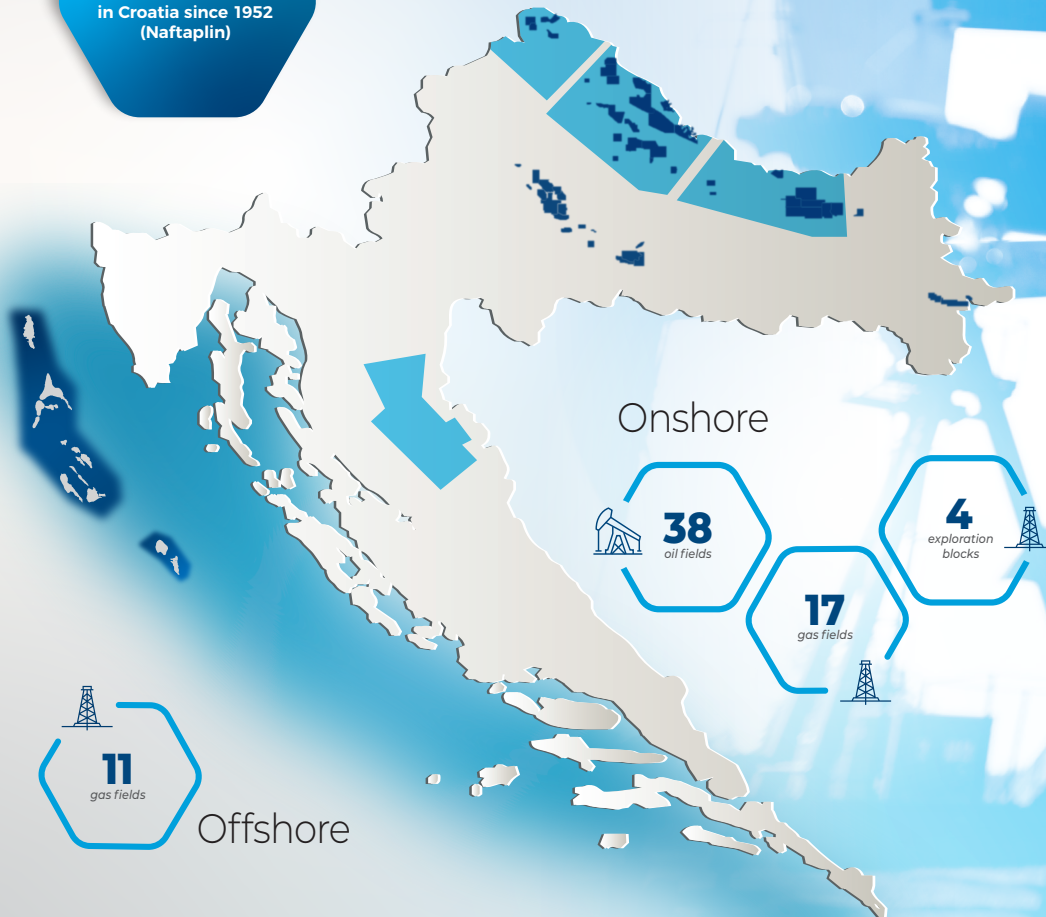 in Croatia since 1952
(Naftaplin)
Onshore
38
oil fields
4
exploration
blocks
17
gas fields
11
gas fields
Offshore